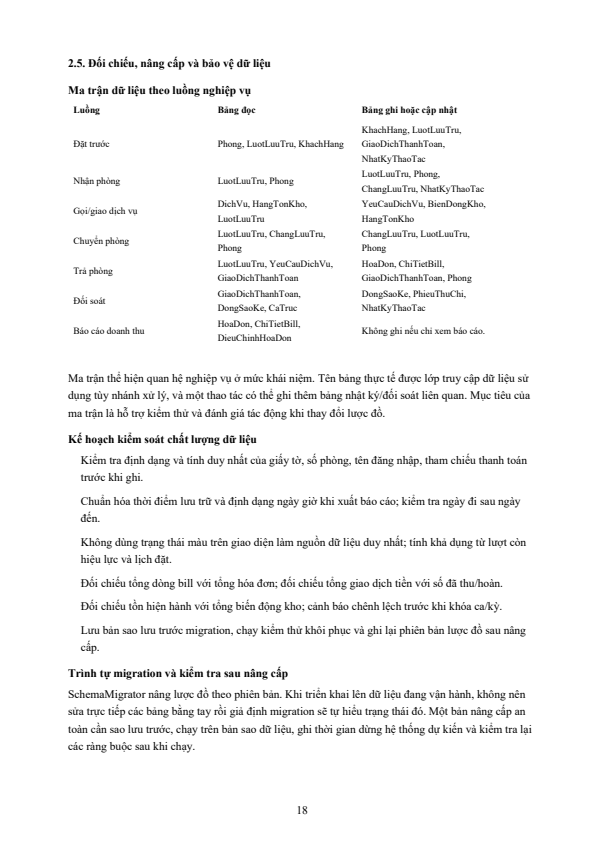 2.5. Đối chiếu, nâng cấp và bảo vệ dữ liệu
Ma trận dữ liệu theo luồng nghiệp vụ
Luồng Bảng đọc Bảng ghi hoặc cập nhật
Đặt trước Phong, LuotLuuTru, KhachHang KhachHang, LuotLuuTru,
GiaoDichThanhToan,
NhatKyThaoTac
Nhận phòng LuotLuuTru, Phong LuotLuuTru, Phong,
ChangLuuTru, NhatKyThaoTac
Gọi/giao dịch vụ DichVu, HangTonKho, YeuCauDichVu, BienDongKho,
LuotLuuTru HangTonKho
Chuyển phòng LuotLuuTru, ChangLuuTru, ChangLuuTru, LuotLuuTru,
Phong Phong
Trả phòng LuotLuuTru, YeuCauDichVu, HoaDon, ChiTietBill,
GiaoDichThanhToan GiaoDichThanhToan, Phong
Đối soát GiaoDichThanhToan, DongSaoKe, PhieuThuChi,
DongSaoKe, CaTruc NhatKyThaoTac
Báo cáo doanh thu HoaDon, ChiTietBill, Không ghi nếu chỉ xem báo cáo.
DieuChinhHoaDon
Ma trận thể hiện quan hệ nghiệp vụ ở mức khái niệm. Tên bảng thực tế được lớp truy cập dữ liệu sử
dụng tùy nhánh xử lý, và một thao tác có thể ghi thêm bảng nhật ký/đối soát liên quan. Mục tiêu của
ma trận là hỗ trợ kiểm thử và đánh giá tác động khi thay đổi lược đồ.
Kế hoạch kiểm soát chất lượng dữ liệu
Kiểm tra định dạng và tính duy nhất của giấy tờ, số phòng, tên đăng nhập, tham chiếu thanh toán
trước khi ghi.
Chuẩn hóa thời điểm lưu trữ và định dạng ngày giờ khi xuất báo cáo; kiểm tra ngày đi sau ngày
đến.
Không dùng trạng thái màu trên giao diện làm nguồn dữ liệu duy nhất; tính khả dụng từ lượt còn
hiệu lực và lịch đặt.
Đối chiếu tổng dòng bill với tổng hóa đơn; đối chiếu tổng giao dịch tiền với số đã thu/hoàn.
Đối chiếu tồn hiện hành với tổng biến động kho; cảnh báo chênh lệch trước khi khóa ca/kỳ.
Lưu bản sao lưu trước migration, chạy kiểm thử khôi phục và ghi lại phiên bản lược đồ sau nâng
cấp.
Trình tự migration và kiểm tra sau nâng cấp
SchemaMigrator nâng lược đồ theo phiên bản. Khi triển khai lên dữ liệu đang vận hành, không nên
sửa trực tiếp các bảng bằng tay rồi giả định migration sẽ tự hiểu trạng thái đó. Một bản nâng cấp an
toàn cần sao lưu trước, chạy trên bản sao dữ liệu, ghi thời gian dừng hệ thống dự kiến và kiểm tra lại
các ràng buộc sau khi chạy.
18